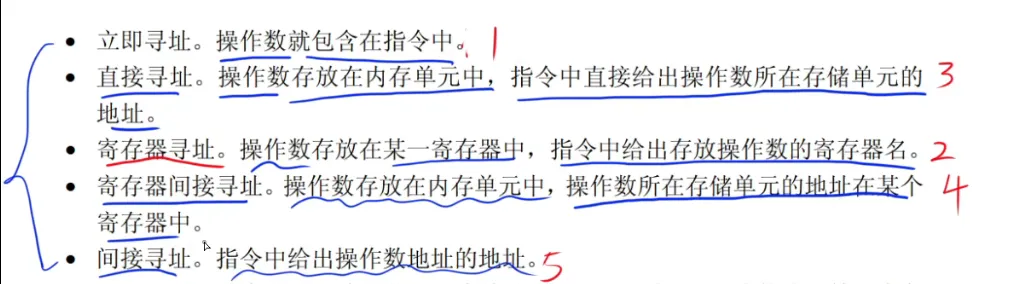 • 立即寻址。操作数就包含在指令中。1
• 直接寻址。操作数存放在内存单元中，指令中直接给出操作数所在存储单元的 3
地址。
• 寄存器寻址。操作数存放在某一寄存器中，指令中给出存放操作数的寄存器名。2
• 寄存器间接寻址。操作数存放在内存单元中，操作数所在存储单元的地址在某个 4
寄存器中。
• 间接寻址。指令中给出操作数地址的地址。5